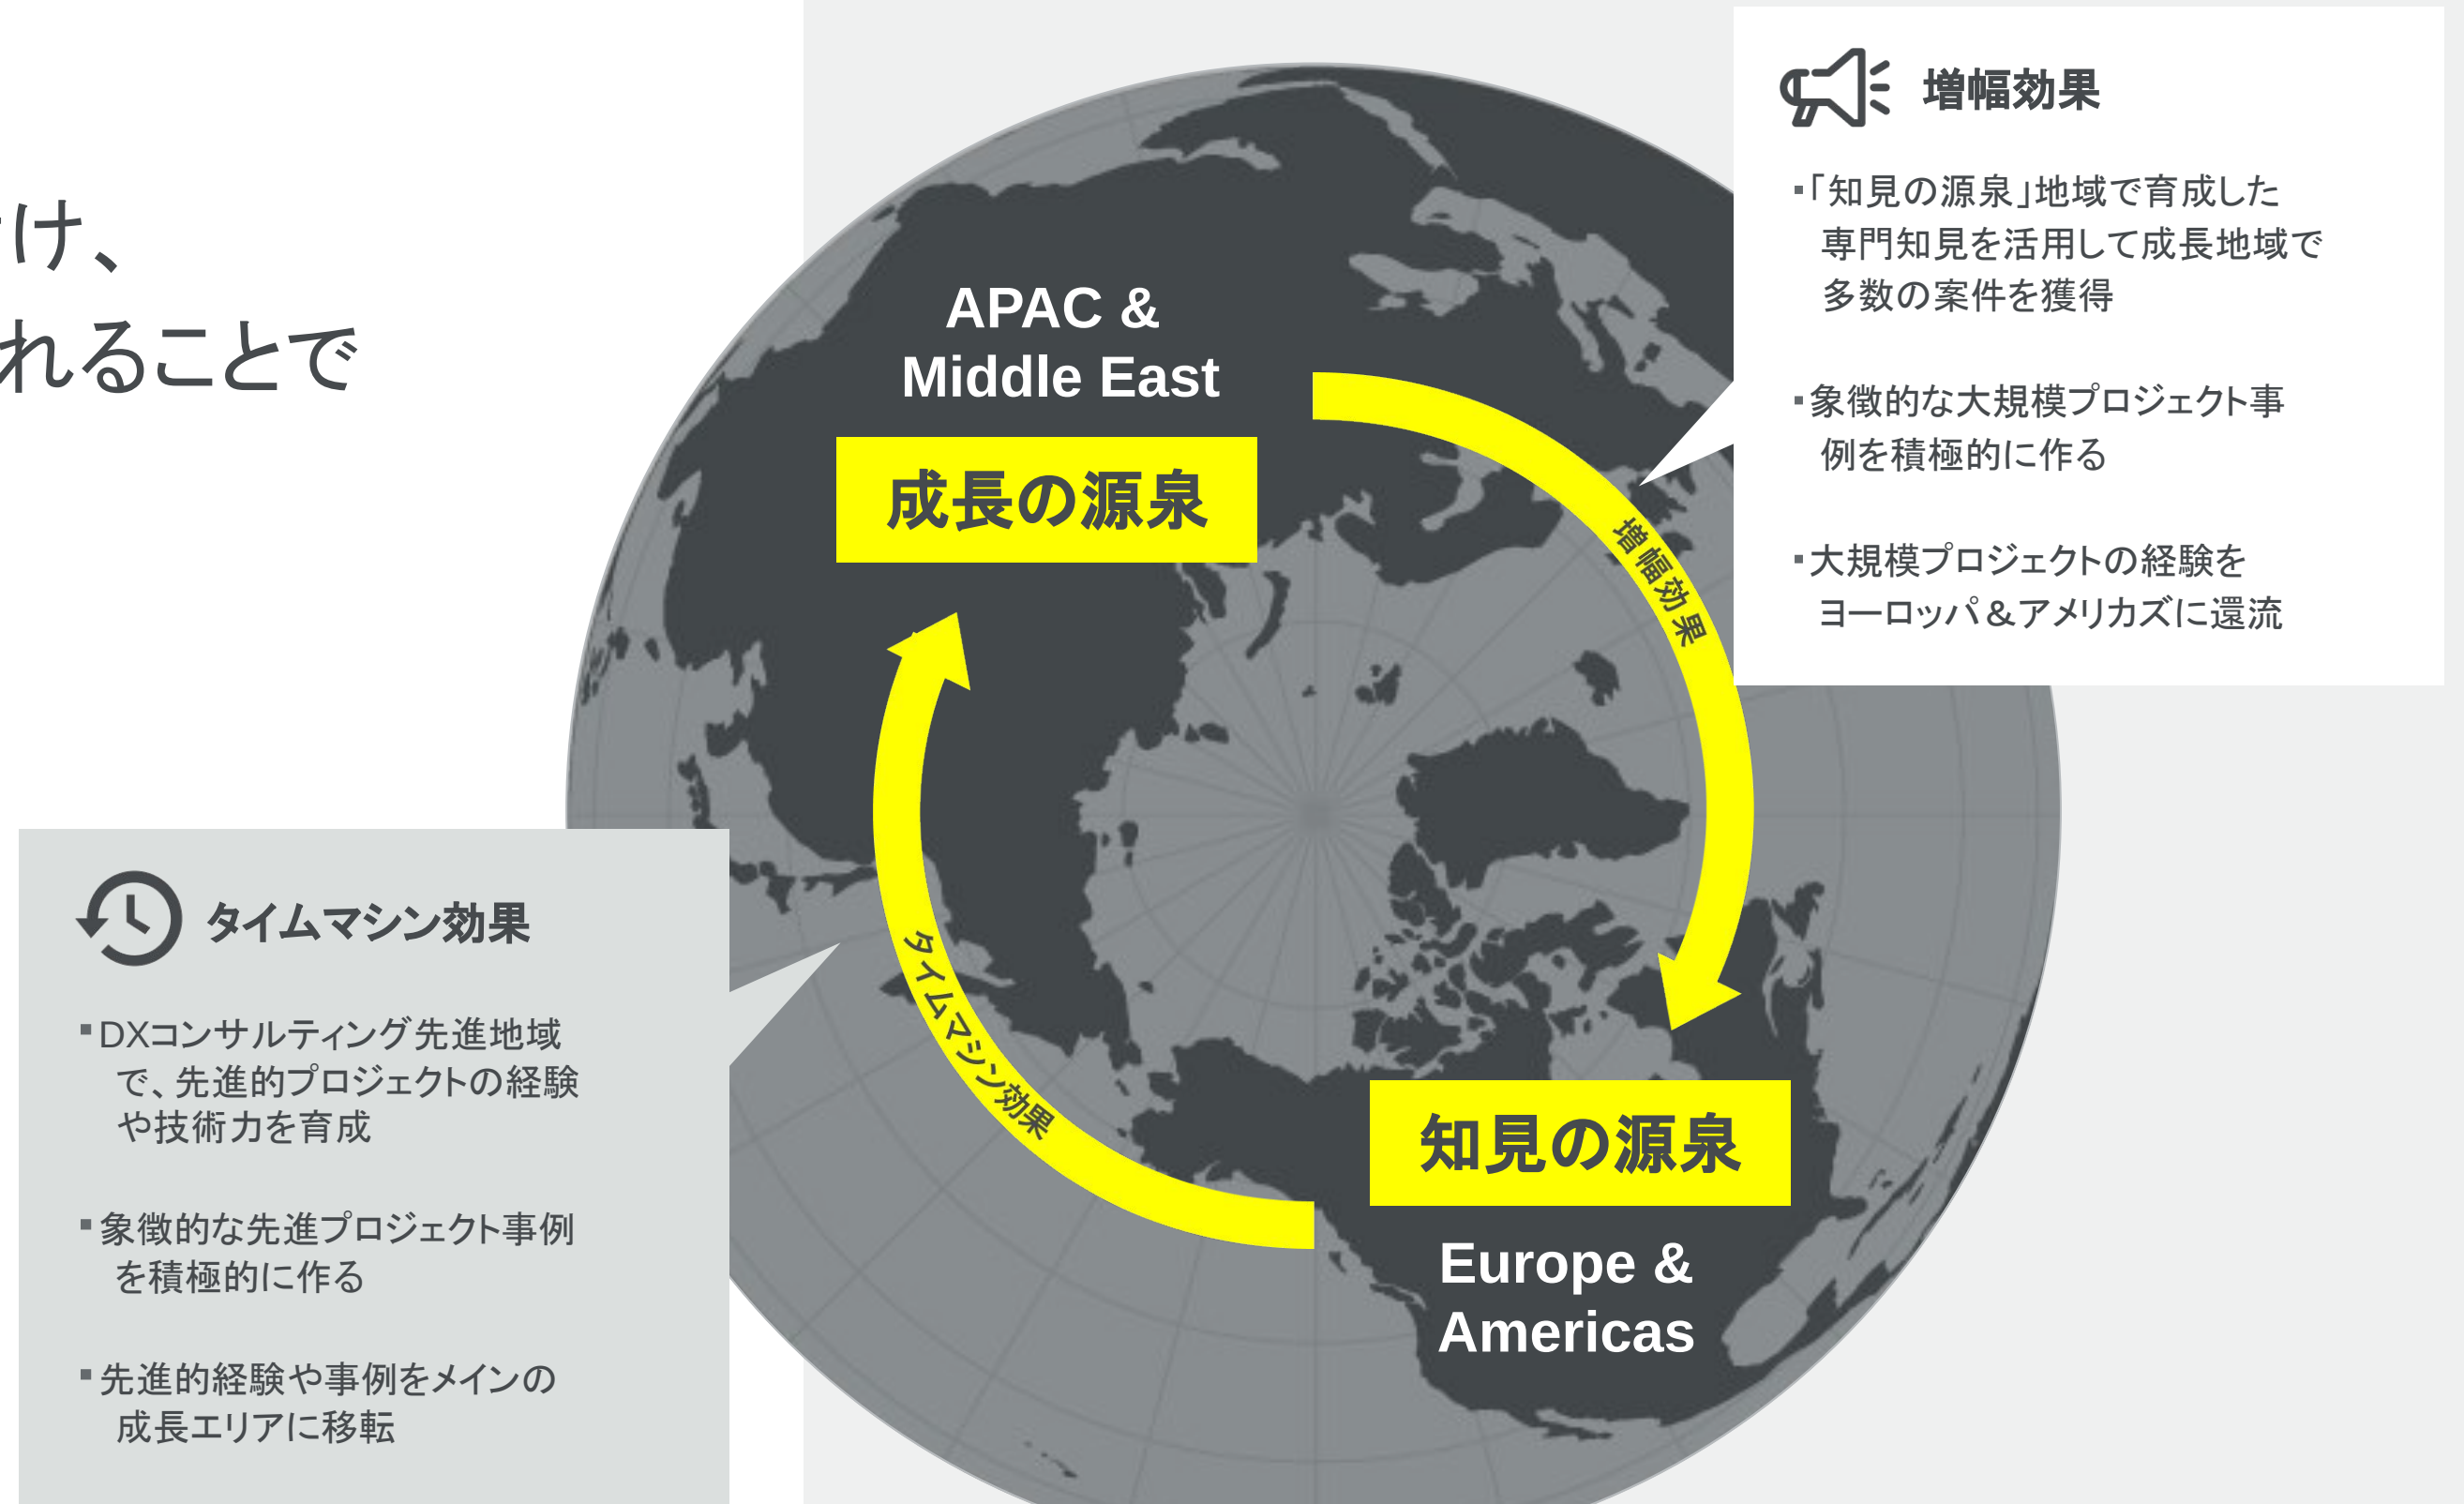 け、
れることで
増幅効果
▪「知見の源泉」地域で育成した
専門知見を活用して成長地域で
多数の案件を獲得
▪象徴的な大規模プロジェクト事
例を積極的に作る
▪大規模プロジェクトの経験を
ヨーロッパ＆アメリカズに還流
APAC &
Middle East
成長の源泉
増幅効果
タイムマシン効果
知見の源泉
Europe &
Americas
タイムマシン効果
▪DXコンサルティング先進地域
で、先進的プロジェクトの経験
や技術力を育成
▪象徴的な先進プロジェクト事例
を積極的に作る
▪先進的経験や事例をメインの
成長エリアに移転